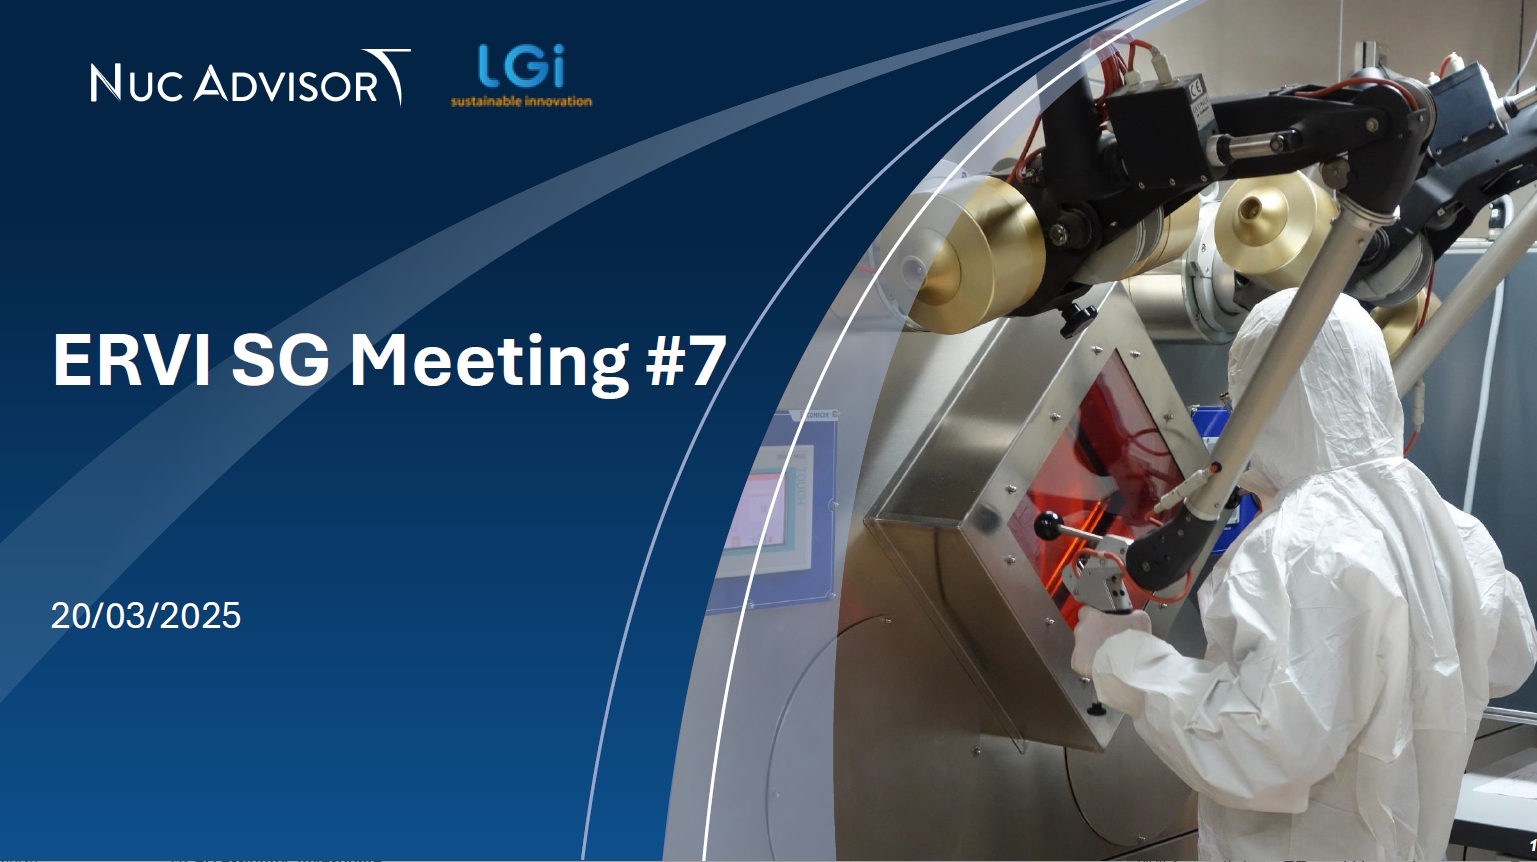 NUC ADVISOR
LGi
sustainable innovation
ERVI SG Meeting #7
20/03/2025